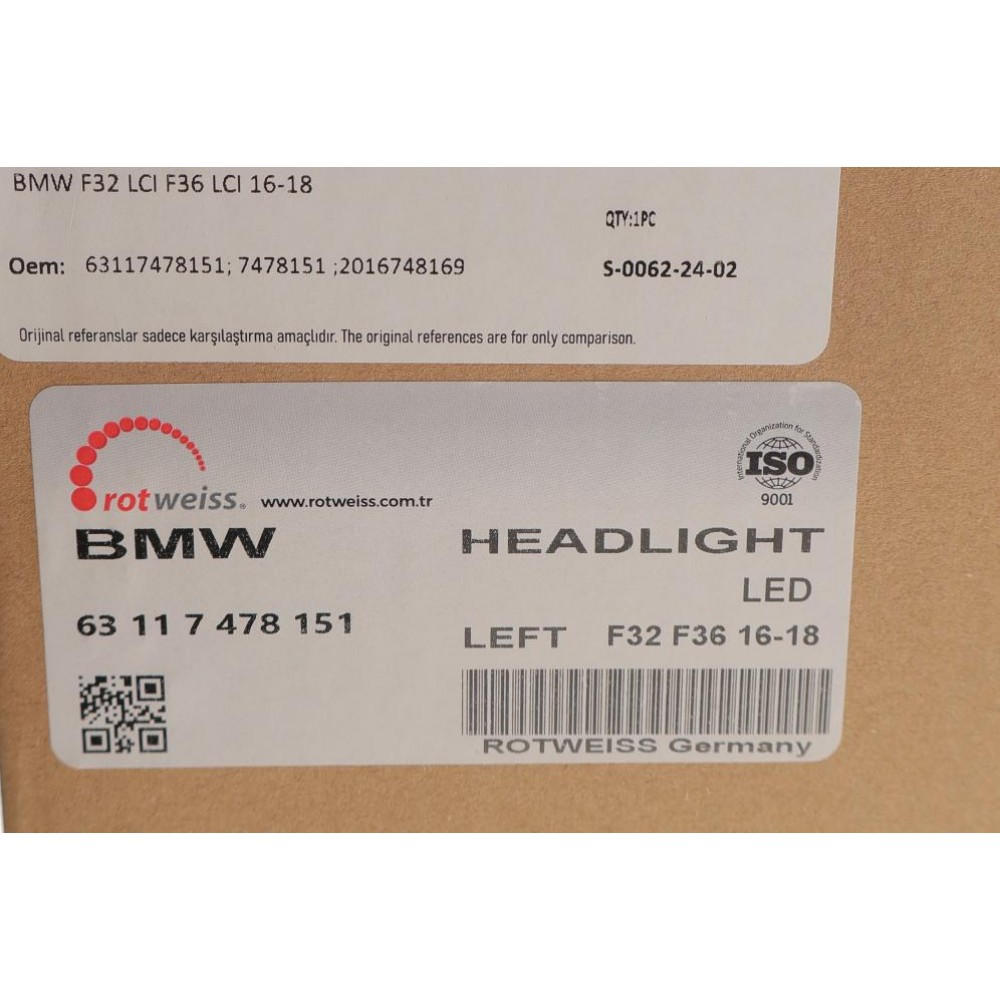 BMW F32 LCI F36 LCI 16-18
QTY:1PC
Oem: 63117478151; 7478151 ;2016748169
S-0062-24-02
Orijinal referanslar sadece karşılaştırma amaçlıdır. The original references are for only comparison.
rotweiss® www.rotweiss.com.tr
International Organization for Standardization
ISO
9001
BMW
HEADLIGHT
LED
63 11 7 478 151
LEFT F32 F36 16-18
ROTWEISS Germany